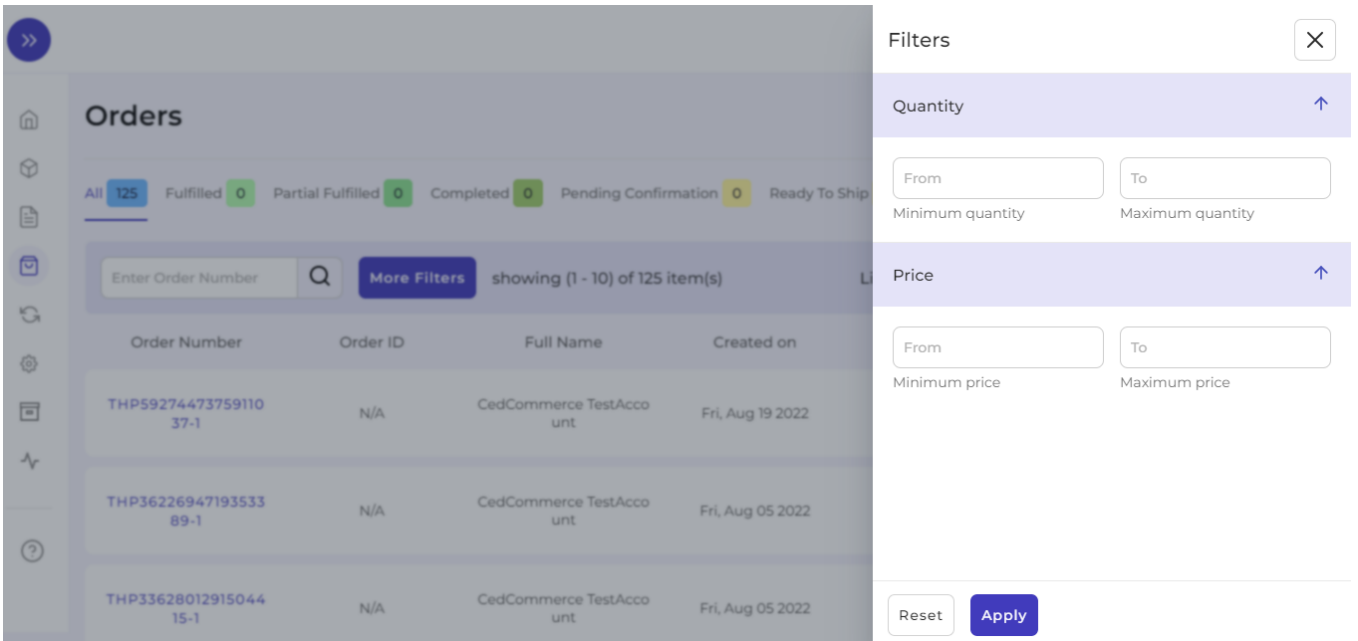 Orders
All 125 Fulfilled 0 Partial Fulfilled 0 Completed 0 Pending Confirmation 0 Ready To Ship
Enter Order Number More Filters showing (1 - 10) of 125 item(s) Li
Order Number Order ID Full Name Created on
THP59274473759110
37-1
N/A
CedCommerce TestAcco
unt
Fri, Aug 19 2022
THP36226947193533
89-1
N/A
CedCommerce TestAcco
unt
Fri, Aug 05 2022
THP33628012915044
15-1
N/A
CedCommerce TestAcco
unt
Fri, Aug 05 2022
Filters
Quantity
From To
Minimum quantity Maximum quantity
Price
From To
Minimum price Maximum price
Reset Apply